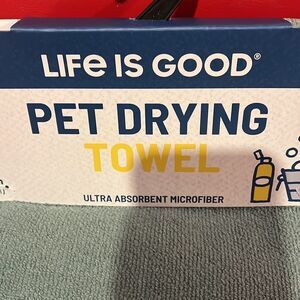 LIFE IS GOOD®
PET DRYING
TOWEL
ULTRA ABSORBENT MICROFIBER